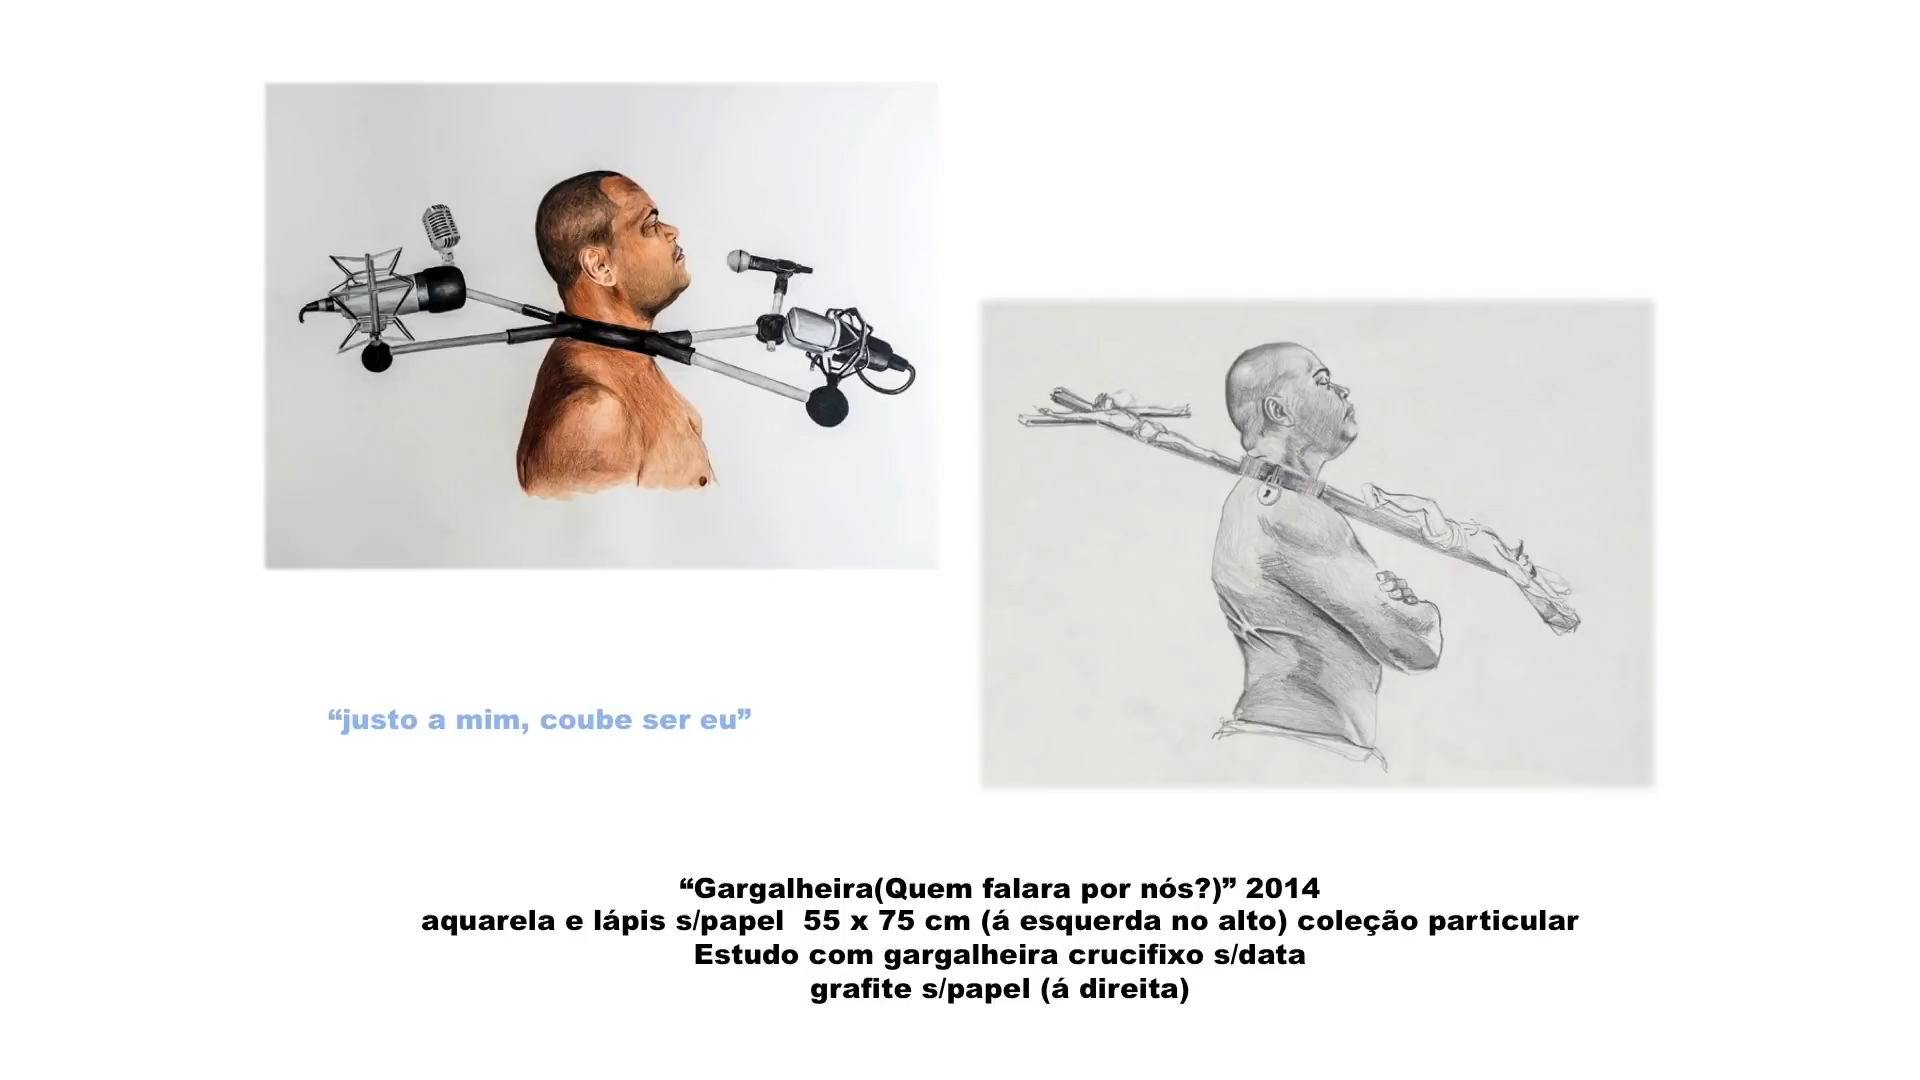 “justo a mim, coube ser eu”
“Gargalheira(Quem falara por nós?)” 2014
aquarela e lápis s/papel  55 x 75 cm (á esquerda no alto) coleção particular
Estudo com gargalheira crucifixo s/data
grafite s/papel (á direita)